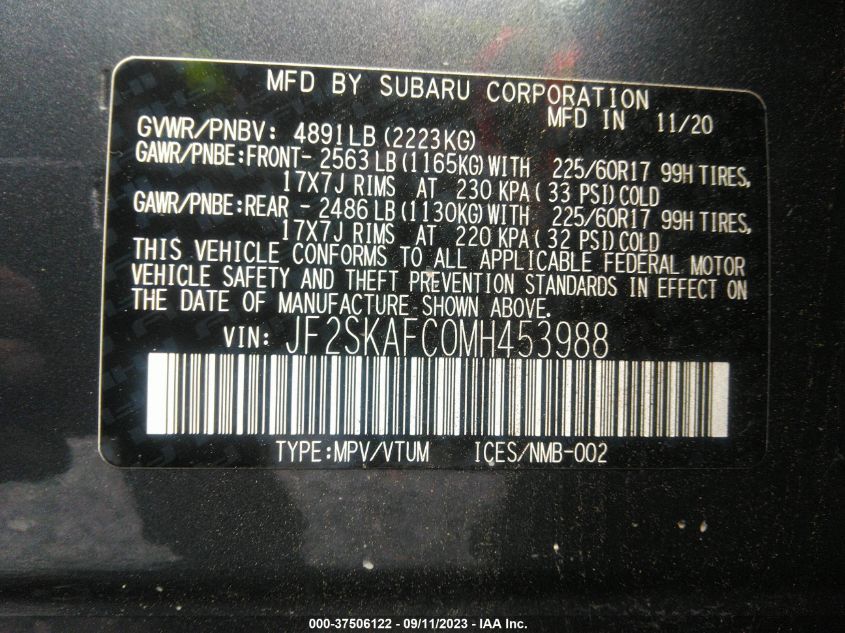 MFD BY SUBARU CORPORATION
MFD IN 11/20
GVWR/PNBV: 4891LB (2223KG)
GAWR/PNBE:FRONT- 2563LB(1165KG)WITH 225/60R17 99H TIRES,
17X7J RIMS AT 230 KPA( 33 PSI)COLD
GAWR/PNBE:REAR - 2486LB(1130KG)WITH 225/60R17 99H TIRES,
17X7J RIMS AT 220 KPA( 32 PSI)COLD
THIS VEHICLE CONFORMS TO ALL APPLICABLE FEDERAL MOTOR
VEHICLE SAFETY AND THEFT PREVENTION STANDARDS IN EFFECT ON
THE DATE OF MANUFACTURE SHOWN ABOVE.
VIN: JF2SKAFC0MH453988
TYPE:MPV/VTUM ICES/NMB-002
000-37506122 - 09/11/2023 - IAA Inc.